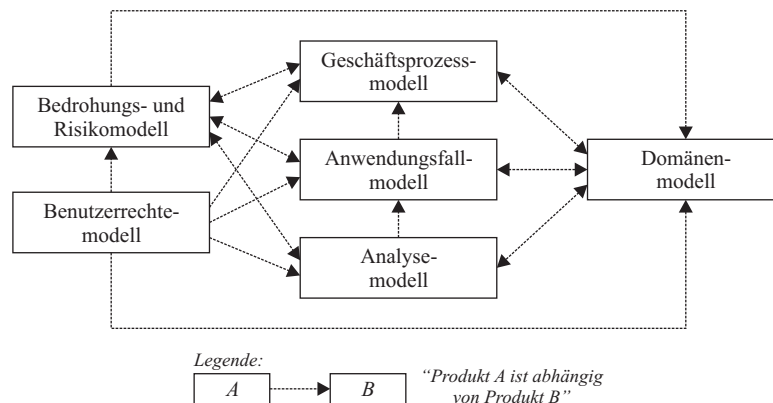 Geschäftsprozess-
modell
Bedrohungs- und
Risikomodell
Anwendungsfall-
modell
Domänen-
modell
Benutzerrechte-
modell
Analyse-
modell
Legende:
A
B
“Produkt A ist abhängig
von Produkt B”